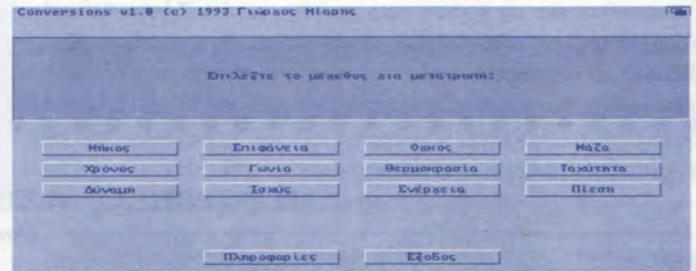 Conversions v1.0 (c) 1993 Γιώργος Μίαρης
Επιλέξτε το μέγεθος για μετατροπή:
Μήκος Επιφάνεια Όγκος Μάζα
Χρόνος Γωνία Θερμοκρασία Ταχύτητα
Δύναμη Ισχύς Ενέργεια Πίεση
Πληροφορίες Έξοδος